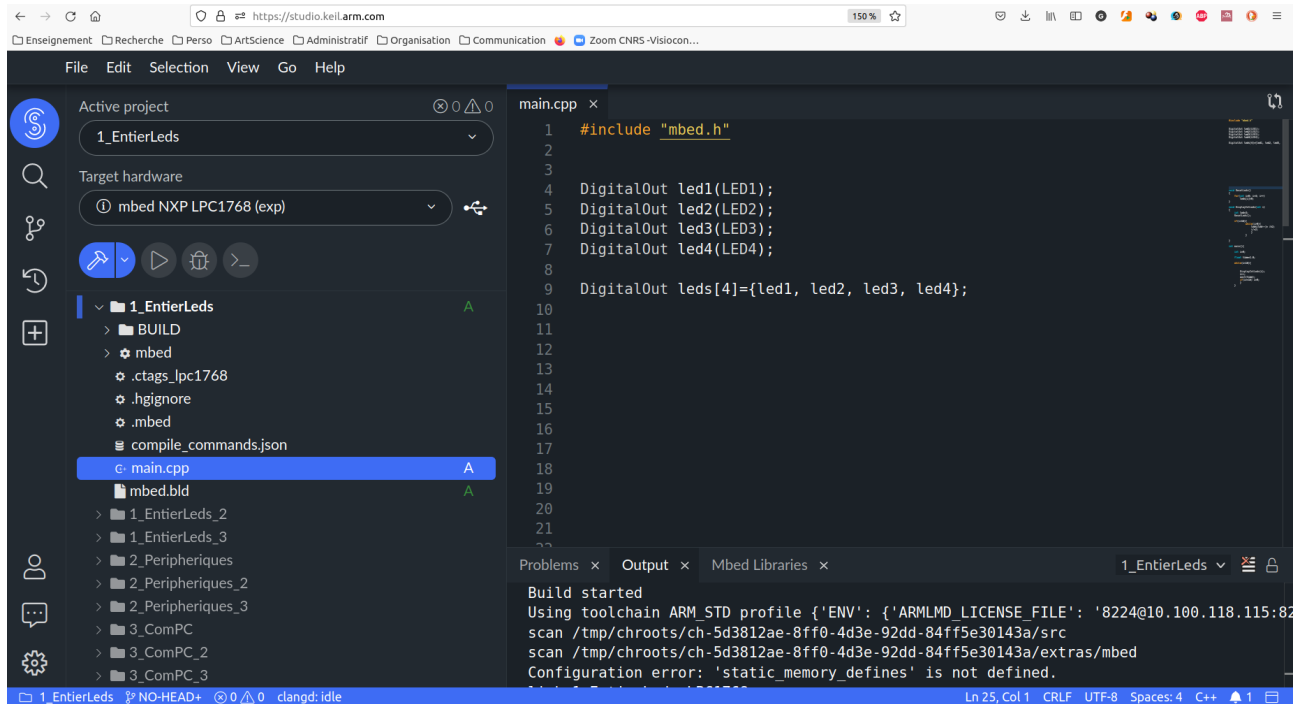 https://studio.keil.arm.com
150 %
Enseignement Recherche Perso ArtScience Administratif Organisation Communication Zoom CNRS -Visiocon...
File Edit Selection View Go Help
Active project 0 0
1_EntierLeds
Target hardware
mbed NXP LPC1768 (exp)
1_EntierLeds A
BUILD
mbed
.ctags_lpc1768
.hgignore
.mbed
compile_commands.json
main.cpp A
mbed.bld A
1_EntierLeds_2
1_EntierLeds_3
2_Peripheriques
2_Peripheriques_2
2_Peripheriques_3
3_ComPC
3_ComPC_2
3_ComPC_3
main.cpp ×
1 #include "mbed.h"
2
3
4 DigitalOut led1(LED1);
5 DigitalOut led2(LED2);
6 DigitalOut led3(LED3);
7 DigitalOut led4(LED4);
8
9 DigitalOut leds[4]={led1, led2, led3, led4};
10
11
12
13
14
15
16
17
18
19
20
21
Problems × Output × Mbed Libraries × 1_EntierLeds
Build started
Using toolchain ARM_STD profile {'ENV': {'ARMLMD_LICENSE_FILE': '8224@10.100.118.115:82
scan /tmp/chroots/ch-5d3812ae-8ff0-4d3e-92dd-84ff5e30143a/src
scan /tmp/chroots/ch-5d3812ae-8ff0-4d3e-92dd-84ff5e30143a/extras/mbed
Configuration error: 'static_memory_defines' is not defined.
1_EntierLeds NO-HEAD+ 0 0 clangd: idle Ln 25, Col 1 CRLF UTF-8 Spaces: 4 C++ 1